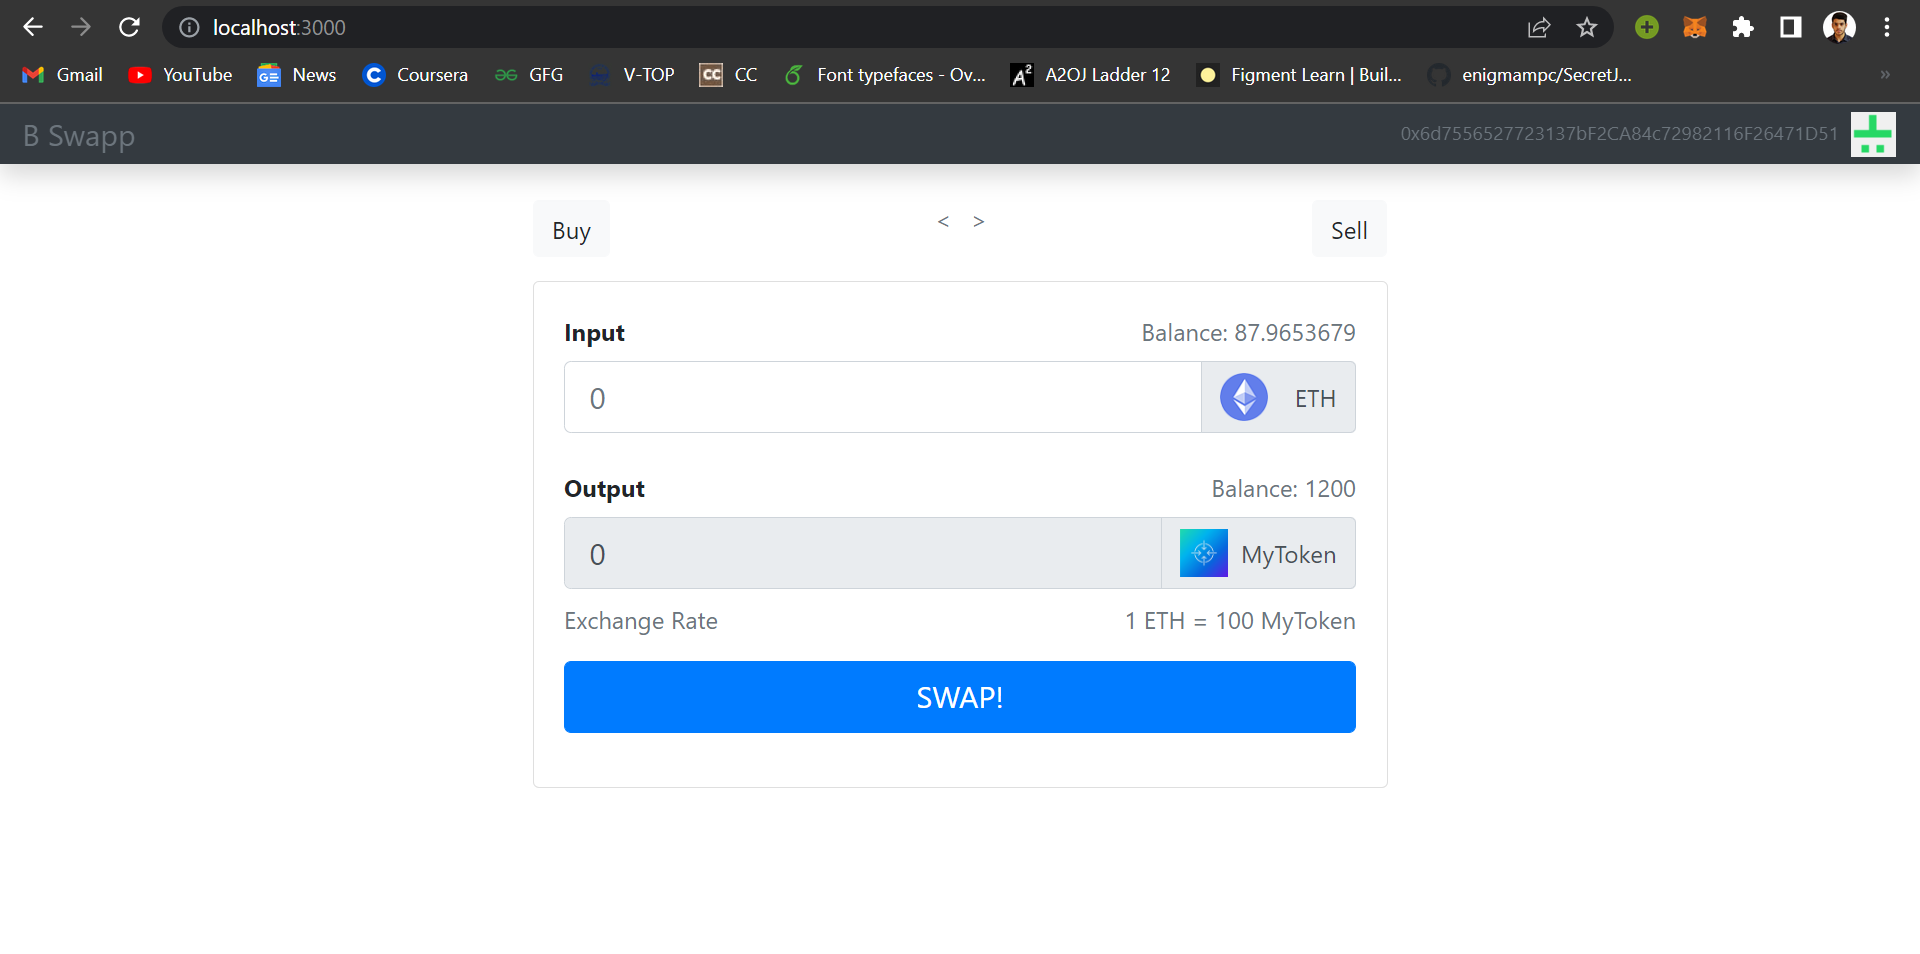 localhost:3000
Gmail YouTube News Coursera GFG V-TOP CC Font typefaces - Ov... A2OJ Ladder 12 Figment Learn | Buil... enigmampc/SecretJ... »
B Swapp 0x6d7556527723137bF2CA84c72982116F26471D51
Buy < > Sell
Input Balance: 87.9653679
0 ETH
Output Balance: 1200
0 MyToken
Exchange Rate 1 ETH = 100 MyToken
SWAP!